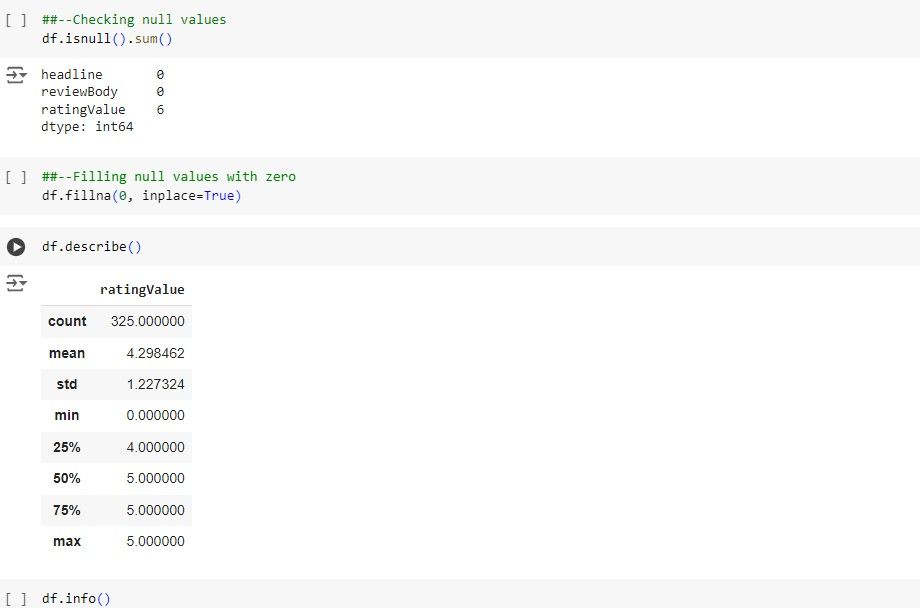 [ ] ##--Checking null values
df.isnull().sum()
headline 0
reviewBody 0
ratingValue 6
dtype: int64
[ ] ##--Filling null values with zero
df.fillna(0, inplace=True)
df.describe()
ratingValue
count 325.000000
mean 4.298462
std 1.227324
min 0.000000
25% 4.000000
50% 5.000000
75% 5.000000
max 5.000000
[ ] df.info()